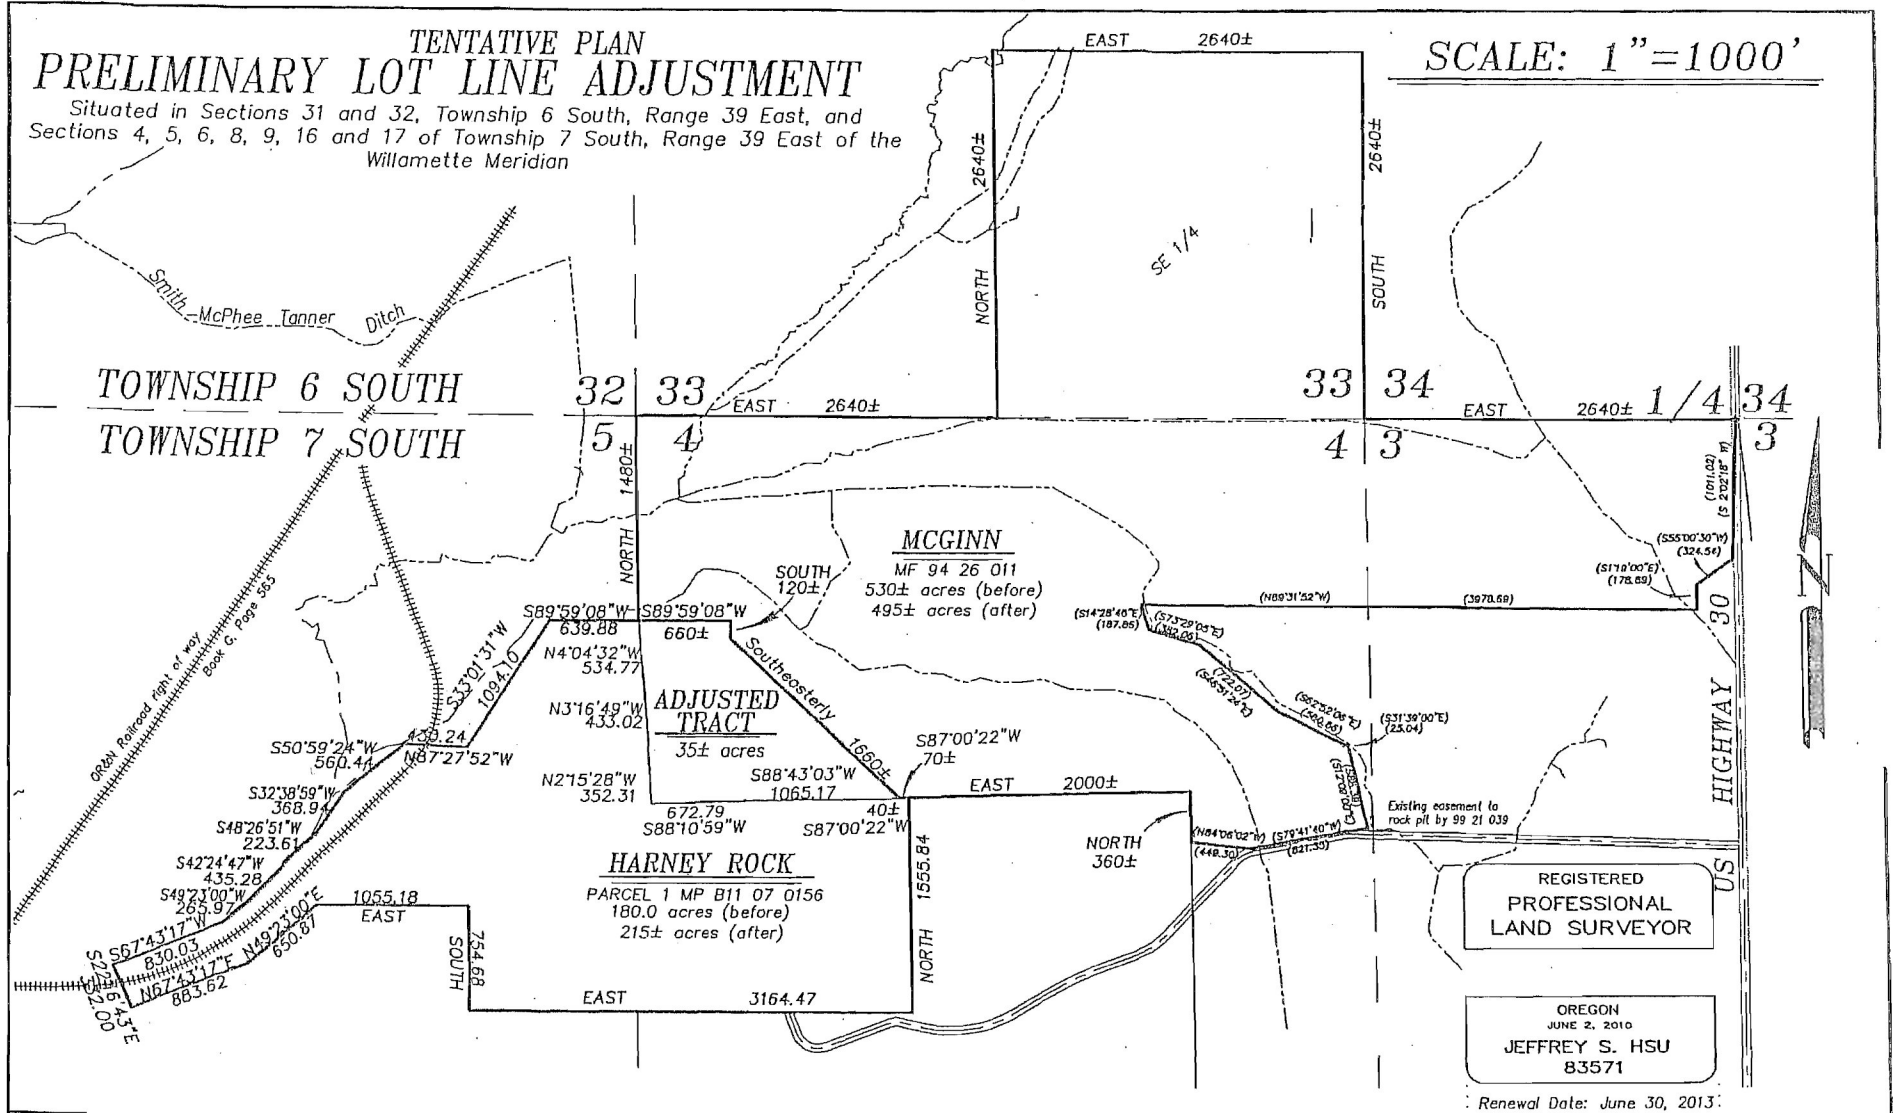 TENTATIVE PLAN
PRELIMINARY LOT LINE ADJUSTMENT
Situated in Sections 31 and 32, Township 6 South, Range 39 East, and
Sections 4, 5, 6, 8, 9, 16 and 17 of Township 7 South, Range 39 East of the
Willamette Meridian
SCALE: 1"=1000'
EAST 2640±
2640±
NORTH
2640±
SOUTH
SE 1/4
Smith
McPhee Tanner Ditch
TOWNSHIP 6 SOUTH
TOWNSHIP 7 SOUTH
32 33
5 4
EAST 2640±
33 34
4 3
EAST 2640±
1/4 34
3
1480±
NORTH
OR&N Railroad right of way
Book G, Page 565
MCGINN
MF 94 26 011
530± acres (before)
495± acres (after)
SOUTH
120±
(1011.02)
(S 2°02'18" W)
(S55°00'30"W)
(324.54)
(178.69)
(N89°31'52"W) (3978.69)
(S14°28'46"E)
(187.85)
(S73°29'05"E)
(342.06)
(722.07)
(S31°39'00"E)
(25.04)
S89°59'08"W
639.88
S89°59'08"W
660±
S33°01'31"W
1094.10
N4°04'32"W
534.77
N3°16'49"W
433.02
ADJUSTED
TRACT
35± acres
Southeasterly
1660±
S87°00'22"W
70±
N2°15'28"W
352.31
S88°43'03"W
1065.17
672.79
S88°10'59"W
40±
S87°00'22"W
EAST 2000±
NORTH
360±
(N84°06'02"W)
(449.30)
(S79°41'40"W)
(621.35)
Existing easement to
rock pit by 99 21 039
N87°27'52"W
S50°59'24"W
560.44
S32°38'59"W
368.94
S48°26'51"W
223.61
S42°24'47"W
435.28
S49°23'00"W
265.97
S67°43'17"W
830.03
N67°43'17"E
883.62
N49°23'00"E
650.87
1055.18
EAST
SOUTH
754.68
EAST 3164.47
NORTH 1555.84
HARNEY ROCK
PARCEL 1 MP B11 07 0156
180.0 acres (before)
215± acres (after)
US HIGHWAY 30
N
REGISTERED
PROFESSIONAL
LAND SURVEYOR
OREGON
JUNE 2, 2010
JEFFREY S. HSU
83571
Renewal Date: June 30, 2013